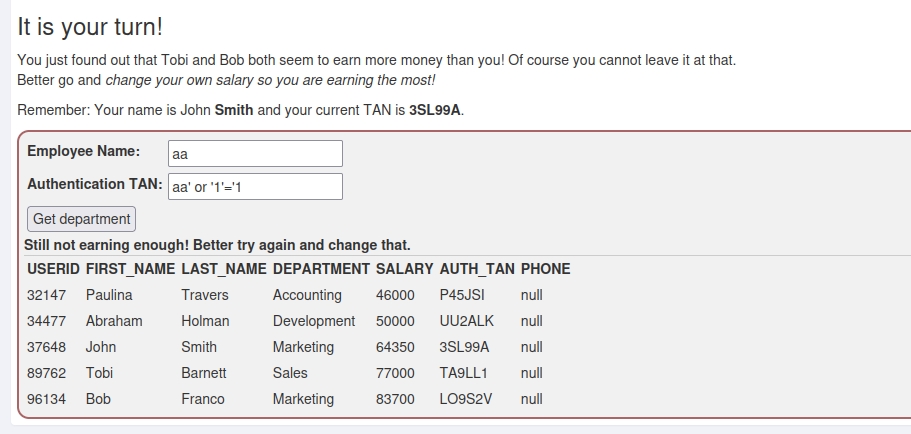 It is your turn!
You just found out that Tobi and Bob both seem to earn more money than you! Of course you cannot leave it at that.
Better go and change your own salary so you are earning the most!
Remember: Your name is John Smith and your current TAN is 3SL99A.
Employee Name: aa
Authentication TAN: aa' or '1'='1
Get department
Still not earning enough! Better try again and change that.
USERID FIRST_NAME LAST_NAME DEPARTMENT SALARY AUTH_TAN PHONE
32147 Paulina Travers Accounting 46000 P45JSI null
34477 Abraham Holman Development 50000 UU2ALK null
37648 John Smith Marketing 64350 3SL99A null
89762 Tobi Barnett Sales 77000 TA9LL1 null
96134 Bob Franco Marketing 83700 LO9S2V null